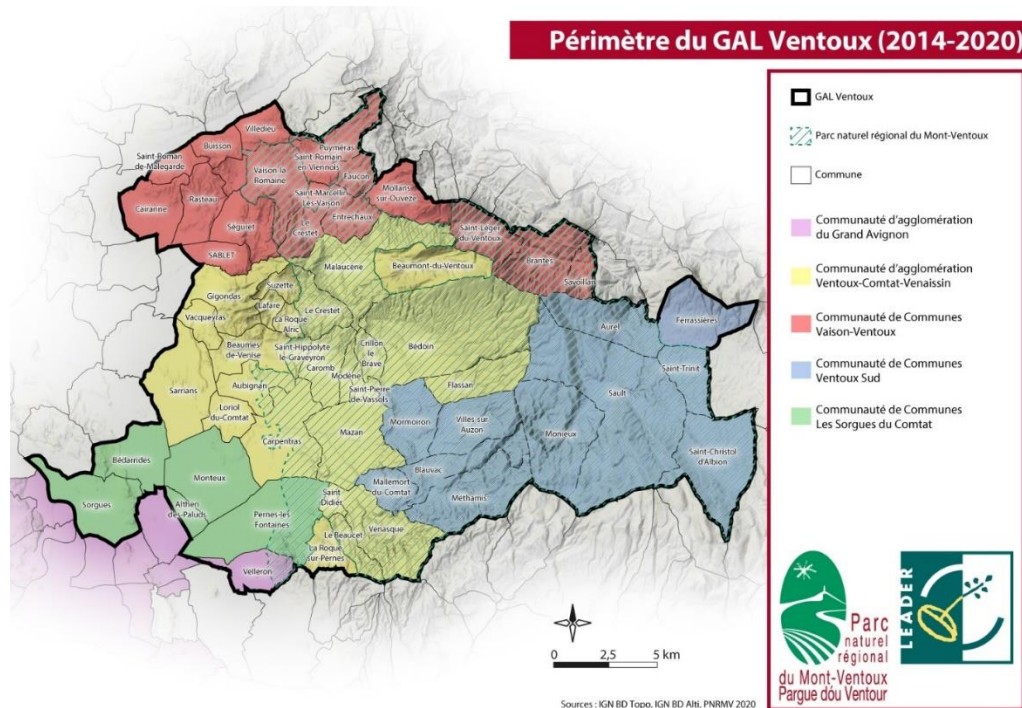 Périmètre du GAL Ventoux (2014-2020)
GAL Ventoux
Parc naturel régional du Mont-Ventoux
Commune
Communauté d'agglomération
du Grand Avignon
Communauté d'agglomération
Ventoux-Comtat-Venaissin
Communauté de Communes
Vaison-Ventoux
Communauté de Communes
Ventoux Sud
Communauté de Communes
Les Sorgues du Comtat
Villedieu
Buisson
Saint-Roman
de-Malegarde
Puyméras
Saint-Romain
en Viennois
Vaison-la
Romaine
Faucon
Mollans
sur-Ouvèze
Cairanne
Rasteau
Saint-Marcellin
Lès-Vaison
Entrechaux
Séguret
Le
Crestet
SABLET
Saint-Léger
du-Ventoux
Brantes
Savoillan
Malaucène
Beaumont-du-Ventoux
Suzette
Gigondas
Lafare
Le Crestet
Vacqueyras
La Roque
Alric
Beaumes
de-Venise
Saint-Hippolyte
le-Graveyron
Crillon
le
Brave
Bédoin
Caromb
Modène
Aubignan
Sarrians
Saint-Pierre
de-Vassols
Flassan
Loriol
du-Comtat
Aurel
Ferrassières
Saint-Trinit
Sault
Mormoiron
Villes-sur
Auzon
Monieux
Mazan
Carpentras
Saint-Christol
d'Albion
Blauvac
Mallemort
du-Comtat
Méthamis
Bédarrides
Monteux
Sorgues
Althen
des-Paluds
Pernes-les
Fontaines
Saint
Didier
Venasque
Le Beaucet
La Roque
sur-Pernes
Velleron
0 2,5 5 km
Sources : IGN BD Topo, IGN BD Alti, PNRMV 2020
Parc
naturel
régional
du Mont-Ventoux
Pargue dóu Ventour
LEADER